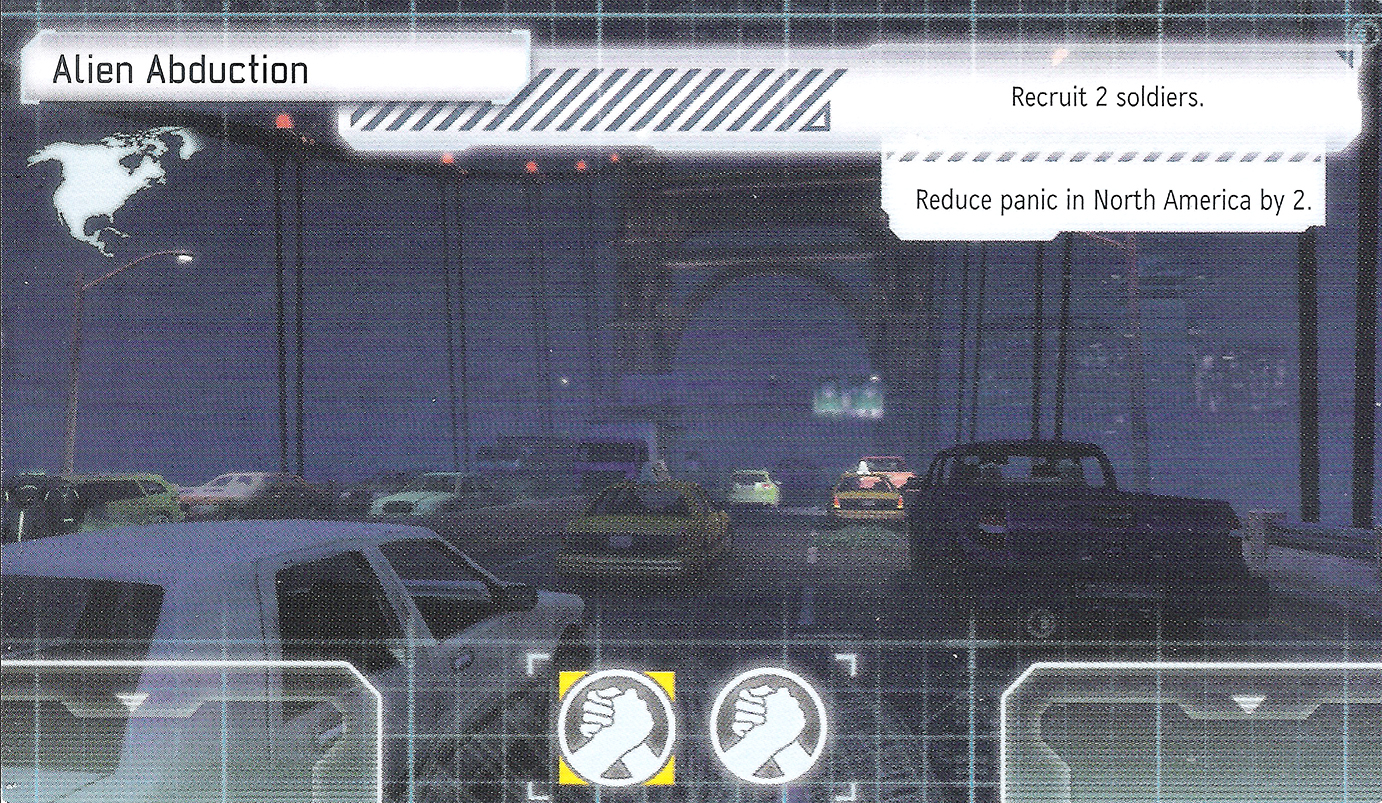 Alien Abduction
Recruit 2 soldiers.
Reduce panic in North America by 2.